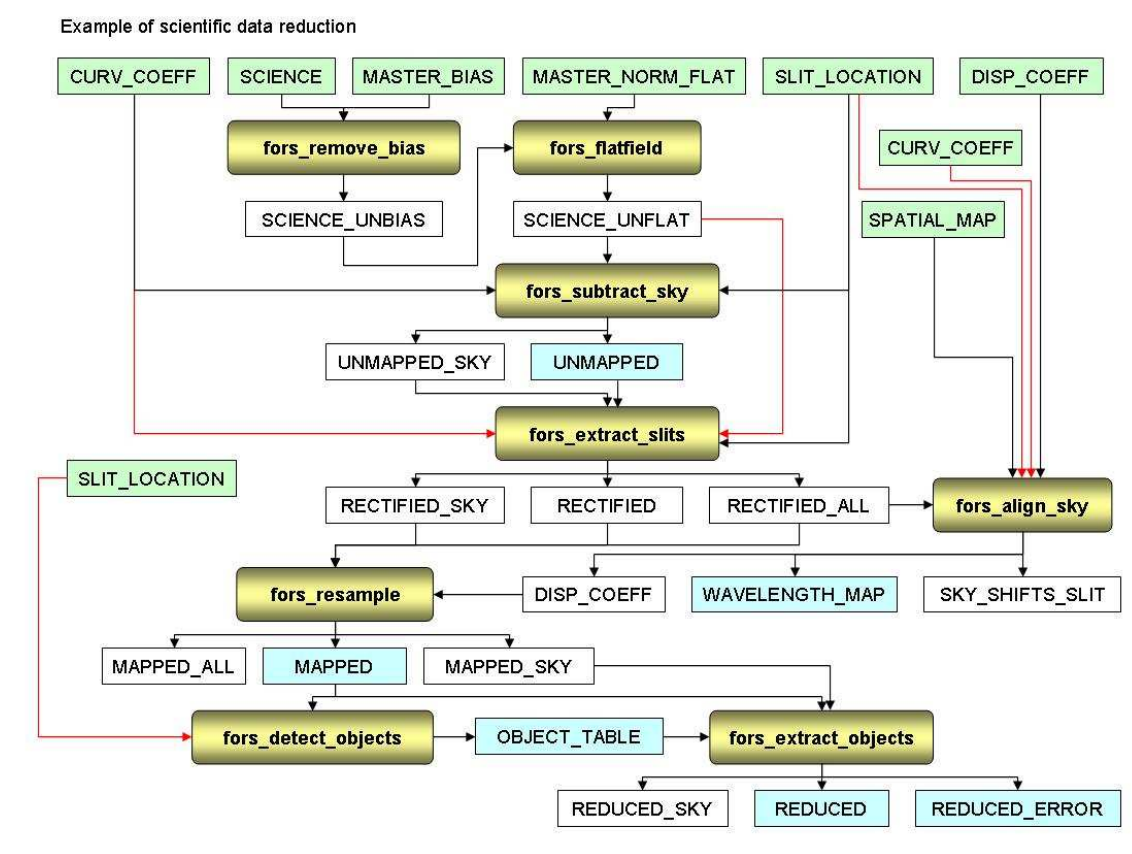 Example of scientific data reduction
CURV_COEFF
SCIENCE
MASTER_BIAS
MASTER_NORM_FLAT
SLIT_LOCATION
DISP_COEFF
fors_remove_bias
fors_flatfield
CURV_COEFF
SCIENCE_UNBIAS
SCIENCE_UNFLAT
SPATIAL_MAP
fors_subtract_sky
UNMAPPED_SKY
UNMAPPED
fors_extract_slits
SLIT_LOCATION
RECTIFIED_SKY
RECTIFIED
RECTIFIED_ALL
fors_align_sky
fors_resample
DISP_COEFF
WAVELENGTH_MAP
SKY_SHIFTS_SLIT
MAPPED_ALL
MAPPED
MAPPED_SKY
fors_detect_objects
OBJECT_TABLE
fors_extract_objects
REDUCED_SKY
REDUCED
REDUCED_ERROR